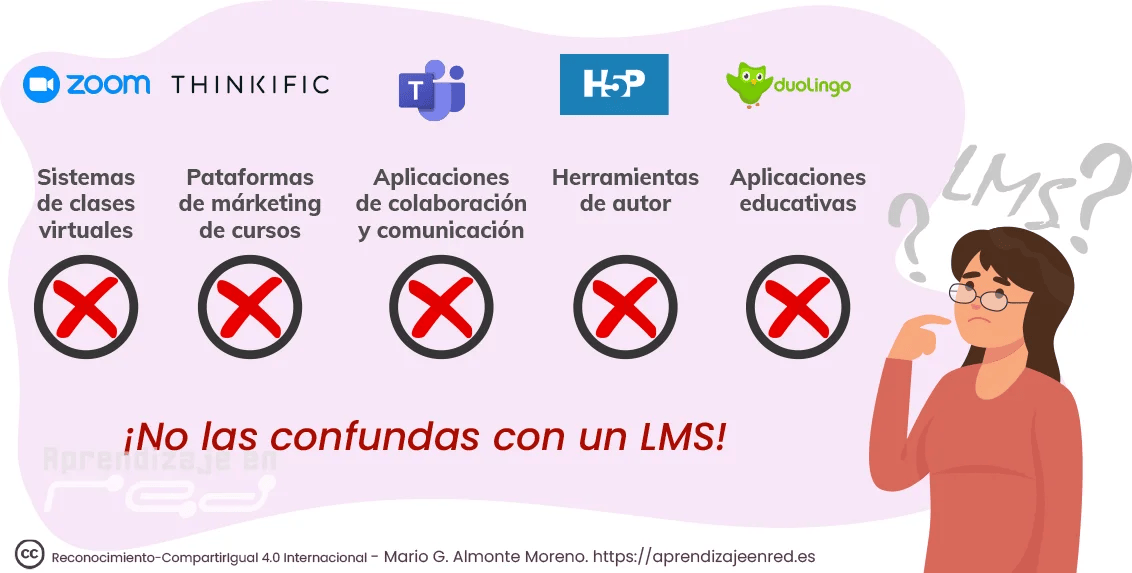 zoom
THINKIFIC
T
H5P
duolingo
Sistemas
de clases
virtuales
Pataformas
de márketing
de cursos
Aplicaciones
de colaboración
y comunicación
Herramientas
de autor
Aplicaciones
educativas
? LMS?
¡No las confundas con un LMS!
Aprendizaje en
red
cc Reconocimiento-CompartirIgual 4.0 Internacional - Mario G. Almonte Moreno. https://aprendizajeenred.es